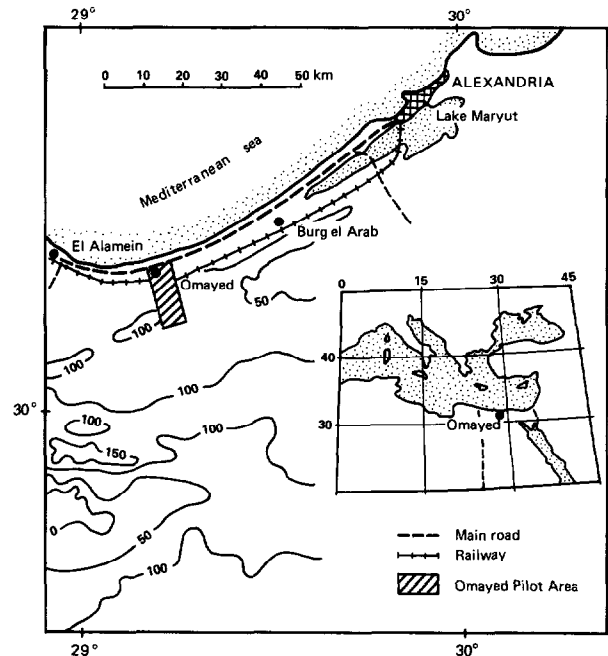 29°
30°
0 10 20 30 40 50 km
ALEXANDRIA
Lake Maryut
Mediterranean sea
Burg el Arab
El Alamein
Omayed
50
100
0 15 30 45
100
100
40
30°
100
100
Omayed
30
150
0
50
Main road
100
Railway
Omayed Pilot Area
100
29°
30°